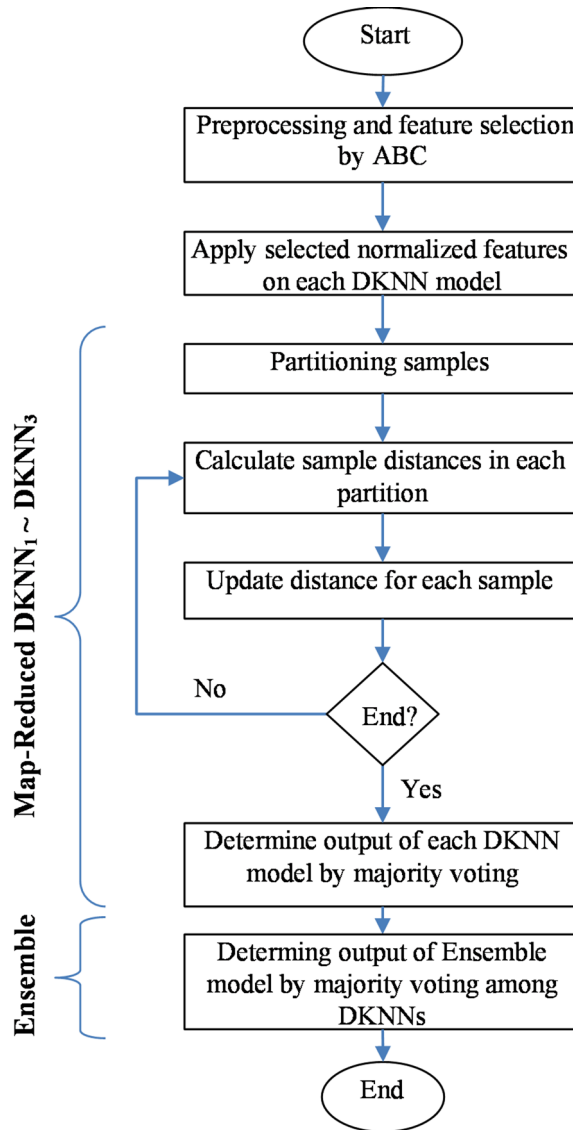 Start
Preprocessing and feature selection
by ABC
Apply selected normalized features
on each DKNN model
Partitioning samples
Calculate sample distances in each
partition
Update distance for each sample
No
End?
Yes
Determine output of each DKNN
model by majority voting
Determing output of Ensemble
model by majority voting among
DKNNs
End
Map-Reduced DKNN₁ ~ DKNN₃
Ensemble